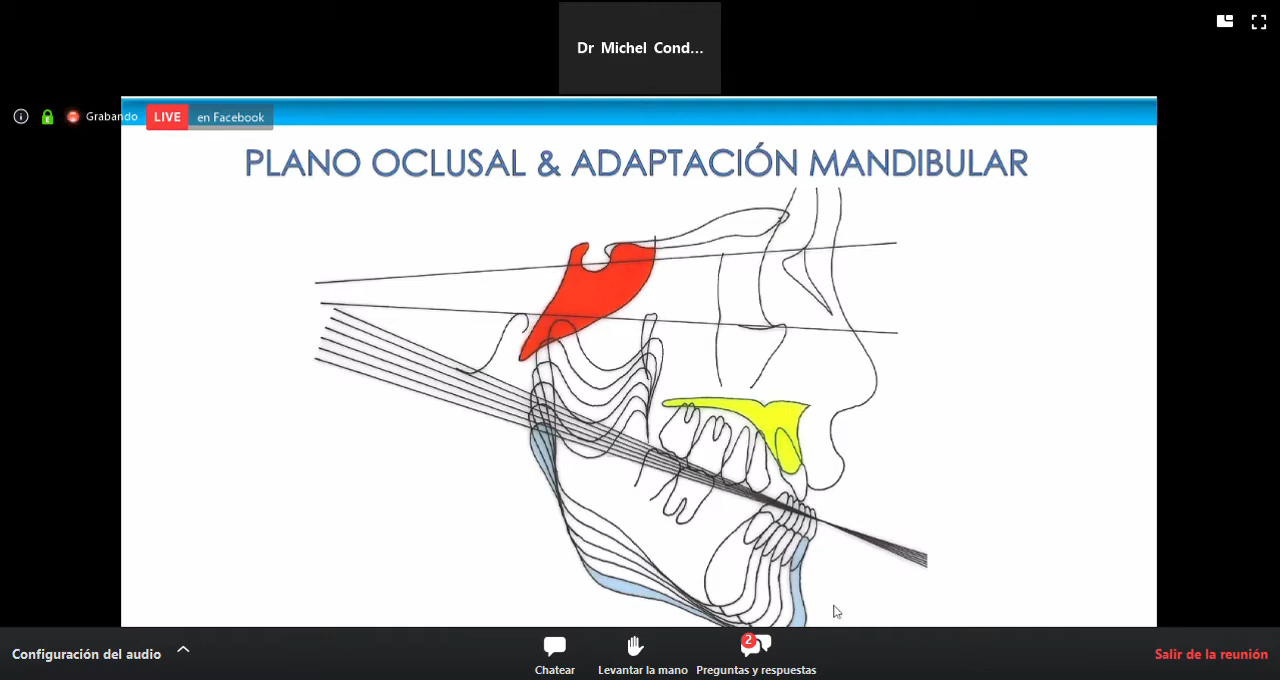 Dr Michel Cond...
Grabando
LIVE
en Facebook
PLANO OCLUSAL & ADAPTACIÓN MANDIBULAR
Configuración del audio
Chatear
Levantar la mano
2
Preguntas y respuestas
Salir de la reunión